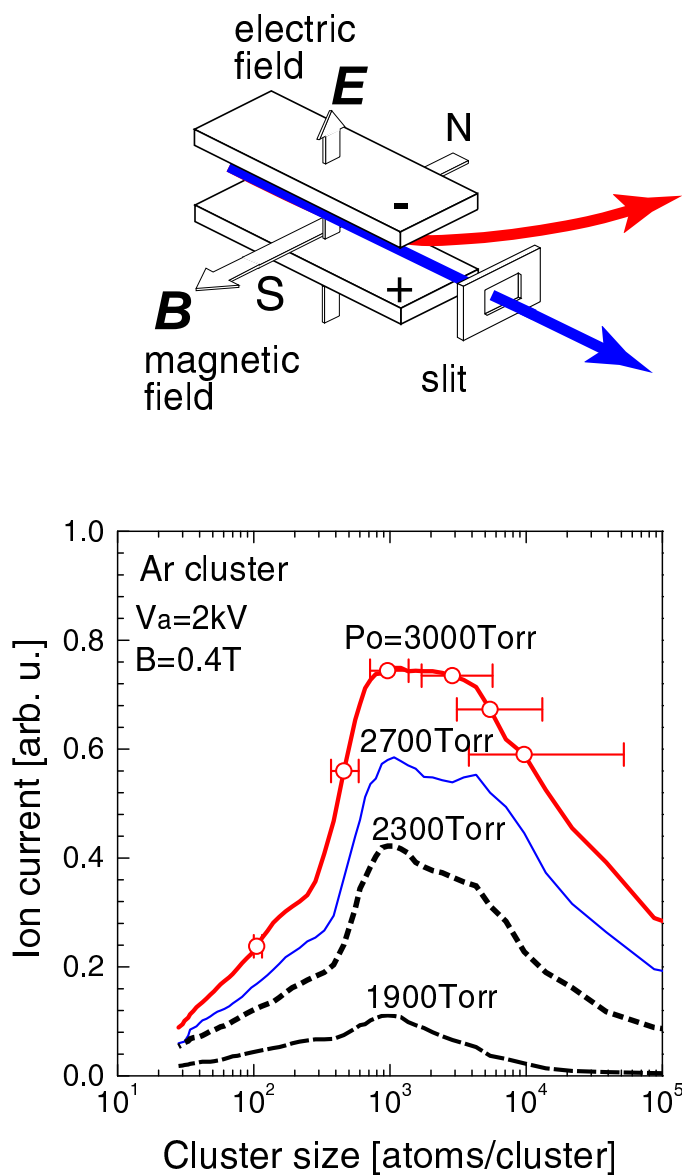 electric
field
E
N
-
+
S
B
magnetic
field
slit
1.0
0.8
0.6
0.4
0.2
0.0
Ion current [arb. u.]
Ar cluster
Va=2kV
B=0.4T
Po=3000Torr
2700Torr
2300Torr
1900Torr
10^1
10^2
10^3
10^4
10^5
Cluster size [atoms/cluster]